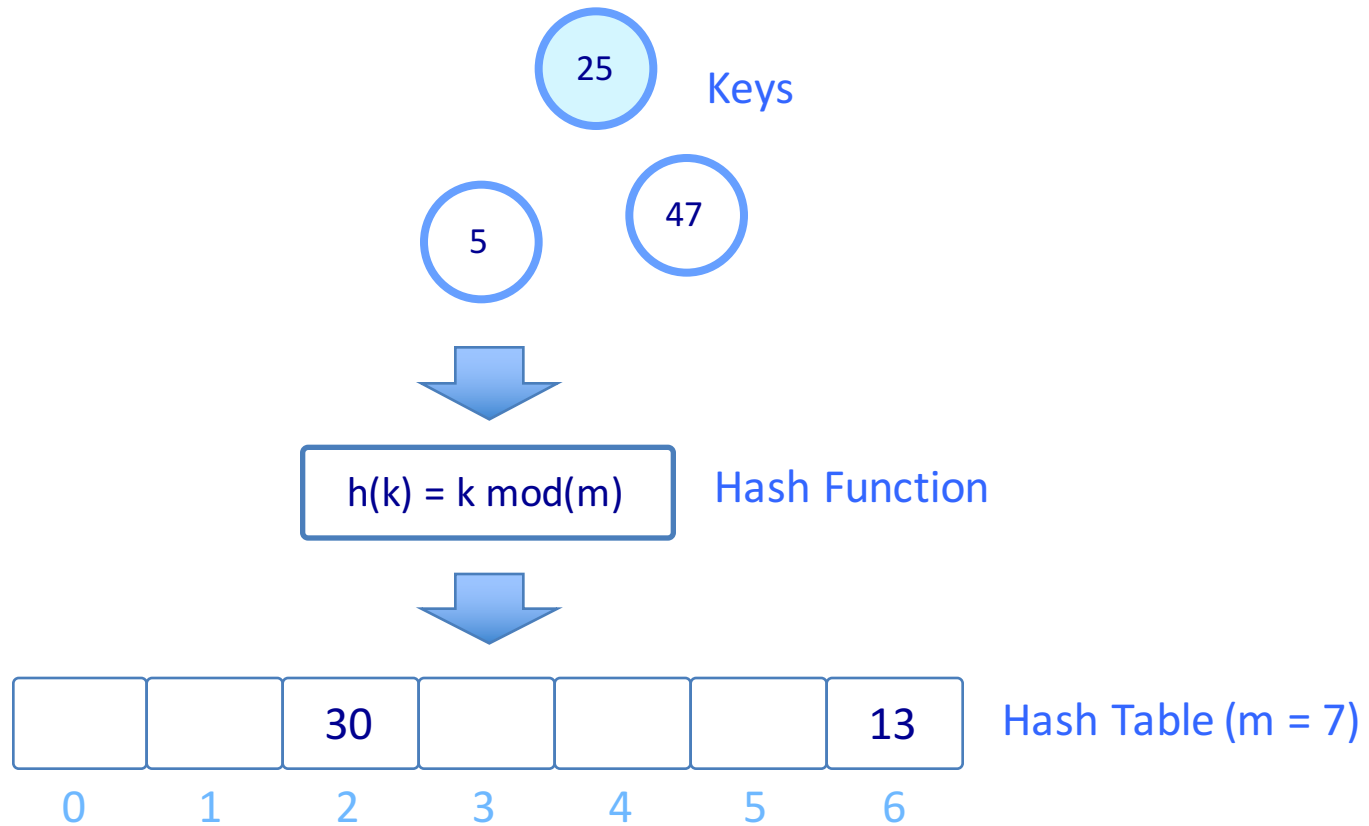 25
Keys
47
5
h(k) = k mod(m)
Hash Function
30
13
Hash Table (m = 7)
0 1 2 3 4 5 6